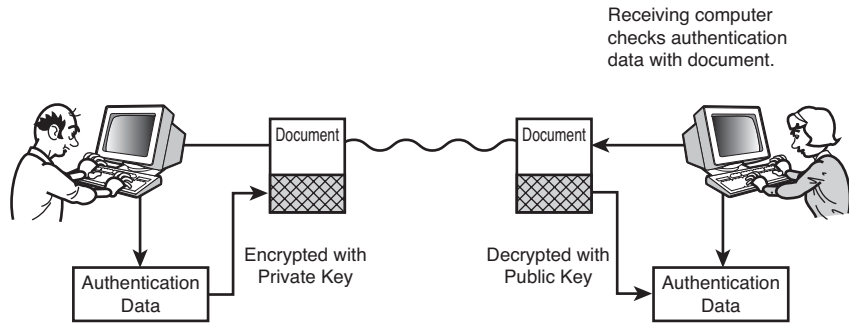 Receiving computer
checks authentication
data with document.
Document
Document
Encrypted with
Private Key
Decrypted with
Public Key
Authentication
Data
Authentication
Data